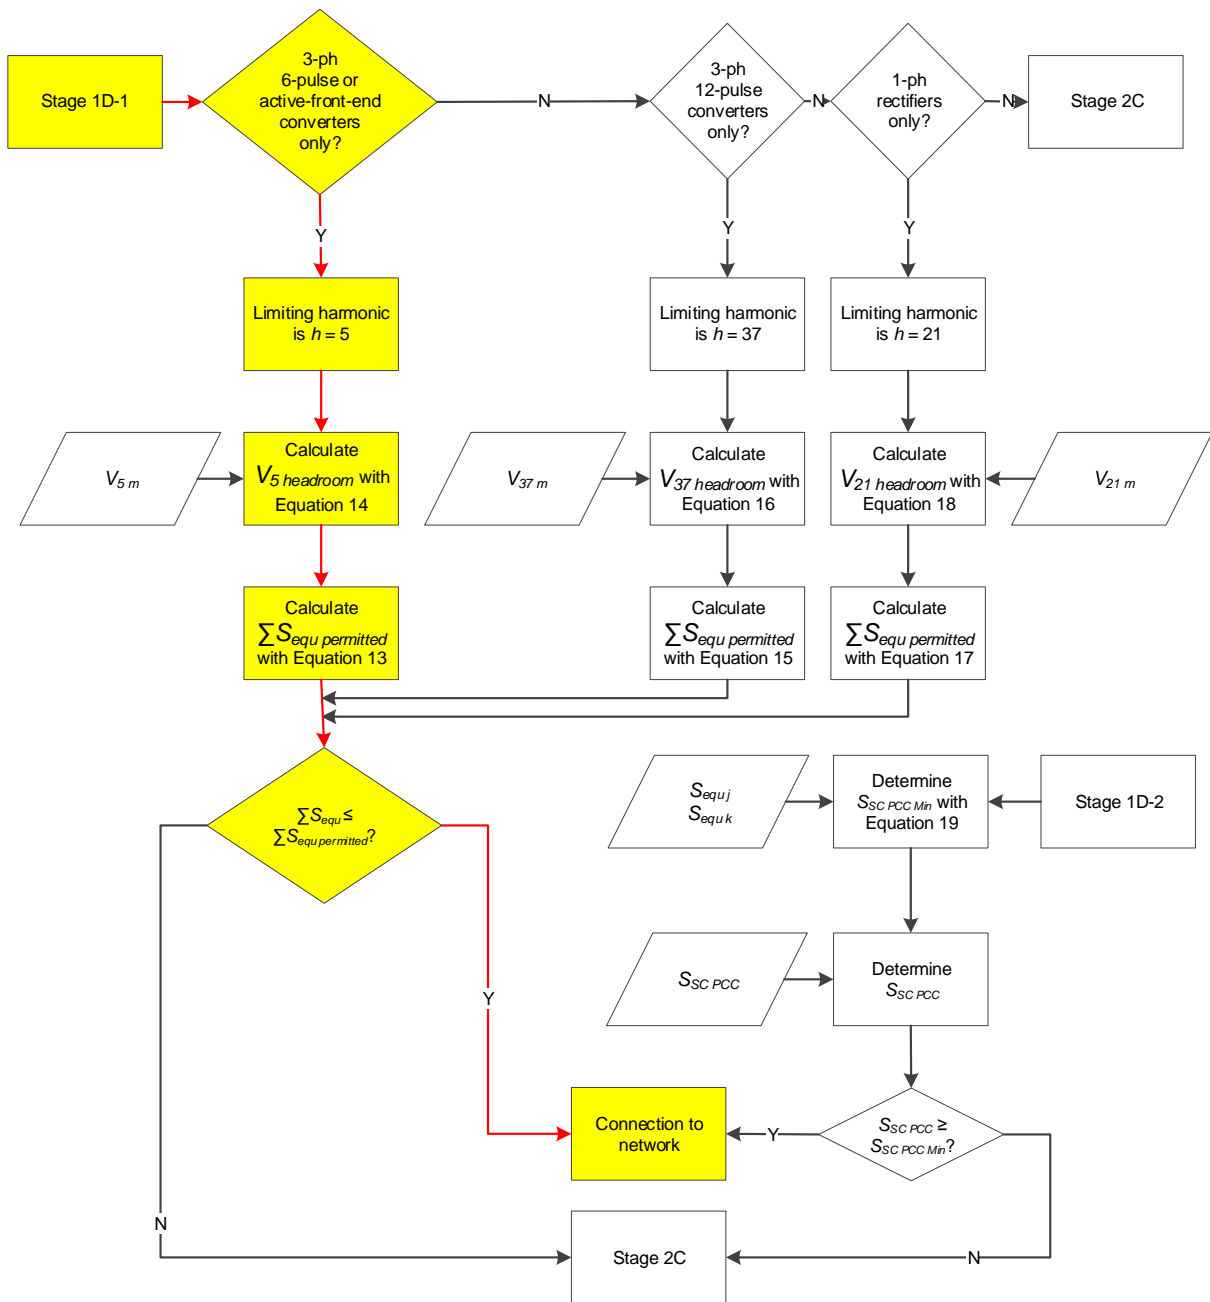 Stage 1D-1
3-ph
6-pulse or
active-front-end
converters
only?
N
3-ph
12-pulse
converters
only?
N
1-ph
rectifiers
only?
N
Stage 2C
Y
Y
Y
Limiting harmonic
is h = 5
Limiting harmonic
is h = 37
Limiting harmonic
is h = 21
V5 m
Calculate
V5 headroom with
Equation 14
V37 m
Calculate
V37 headroom with
Equation 16
Calculate
V21 headroom with
Equation 18
V21 m
Calculate
∑Sequ permitted
with Equation 13
Calculate
∑Sequ permitted
with Equation 15
Calculate
∑Sequ permitted
with Equation 17
∑Sequ ≤
∑Sequ permitted?
Sequ j
Sequ k
Determine
SSC PCC Min with
Equation 19
Stage 1D-2
SSC PCC
Determine
SSC PCC
Y
Connection to
network
Y
SSC PCC ≥
SSC PCC Min?
N
Stage 2C
N